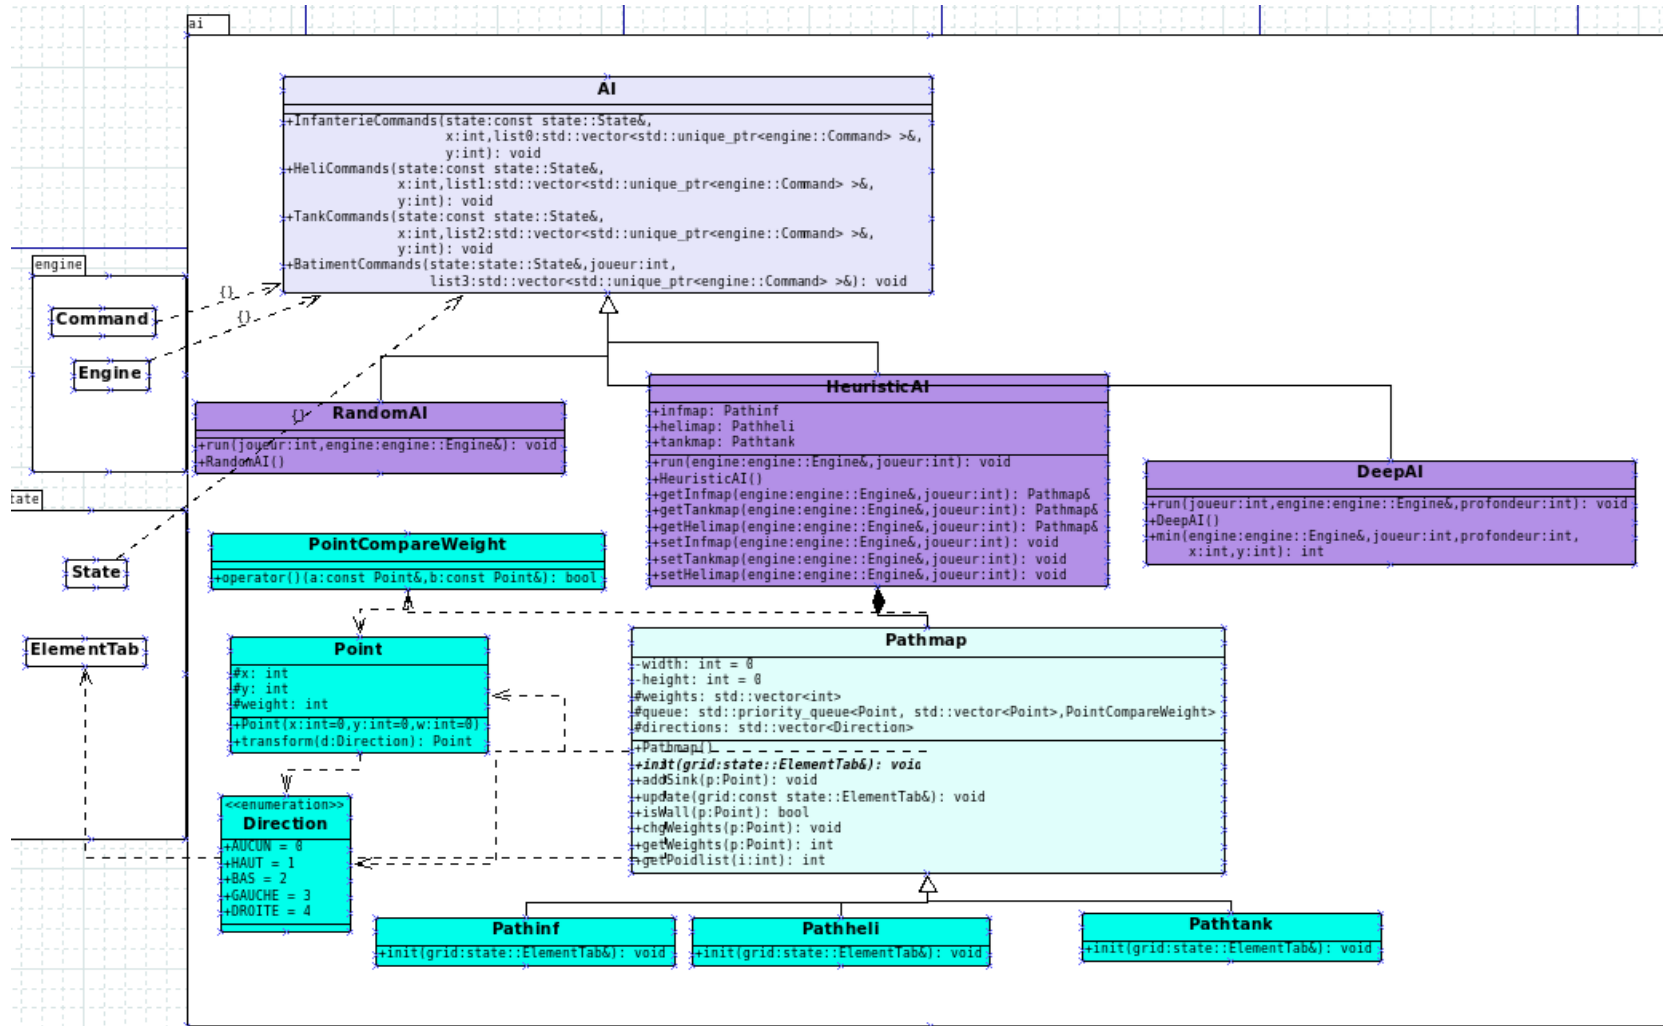 ai
AI
+InfanterieCommands(state:const state::State&,
x:int,list0:std::vector<std::unique_ptr<engine::Command> >&,
y:int): void
+HeliCommands(state:const state::State&,
x:int,list1:std::vector<std::unique_ptr<engine::Command> >&,
y:int): void
+TankCommands(state:const state::State&,
x:int,list2:std::vector<std::unique_ptr<engine::Command> >&,
y:int): void
+BatimentCommands(state:state::State&,joueur:int,
list3:std::vector<std::unique_ptr<engine::Command> >&): void
engine
Command
Engine
{}
{}
{}
RandomAI
+run(joueur:int,engine:engine::Engine&): void
+RandomAI()
HeuristicAI
+infmap: Pathinf
+helimap: Pathheli
+tankmap: Pathtank
+run(engine:engine::Engine&,joueur:int): void
+HeuristicAI()
+getInfmap(engine:engine::Engine&,joueur:int): Pathmap&
+getTankmap(engine:engine::Engine&,joueur:int): Pathmap&
+getHelimap(engine:engine::Engine&,joueur:int): Pathmap&
+setInfmap(engine:engine::Engine&,joueur:int): void
+setTankmap(engine:engine::Engine&,joueur:int): void
+setHelimap(engine:engine::Engine&,joueur:int): void
DeepAI
+run(joueur:int,engine:engine::Engine&,profondeur:int): void
+DeepAI()
+min(engine:engine::Engine&,joueur:int,profondeur:int,
x:int,y:int): int
tate
State
ElementTab
PointCompareWeight
+operator()(a:const Point&,b:const Point&): bool
Point
#x: int
#y: int
#weight: int
+Point(x:int=0,y:int=0,w:int=0)
+transform(d:Direction): Point
Pathmap
-width: int = 0
-height: int = 0
#weights: std::vector<int>
#queue: std::priority_queue<Point, std::vector<Point>,PointCompareWeight>
#directions: std::vector<Direction>
+Pathmap()
+init(grid:state::ElementTab&): void
+addSink(p:Point): void
+update(grid:const state::ElementTab&): void
+isWall(p:Point): bool
+chgWeights(p:Point): void
+getWeights(p:Point): int
+getPoidlist(i:int): int
<<enumeration>>
Direction
+AUCUN = 0
+HAUT = 1
+BAS = 2
+GAUCHE = 3
+DROITE = 4
Pathinf
+init(grid:state::ElementTab&): void
Pathheli
+init(grid:state::ElementTab&): void
Pathtank
+init(grid:state::ElementTab&): void